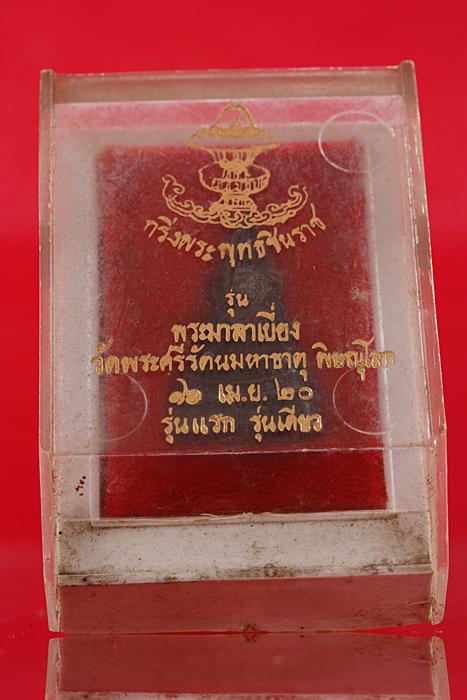 กริ่งพระพุทธชินราช
รุ่น
พระมาลาเบี่ยง
วัดพระศรีรัตนมหาธาตุ พิษณุโลก
๑๖ เม.ย. ๒๐
รุ่นแรก รุ่นเดียว